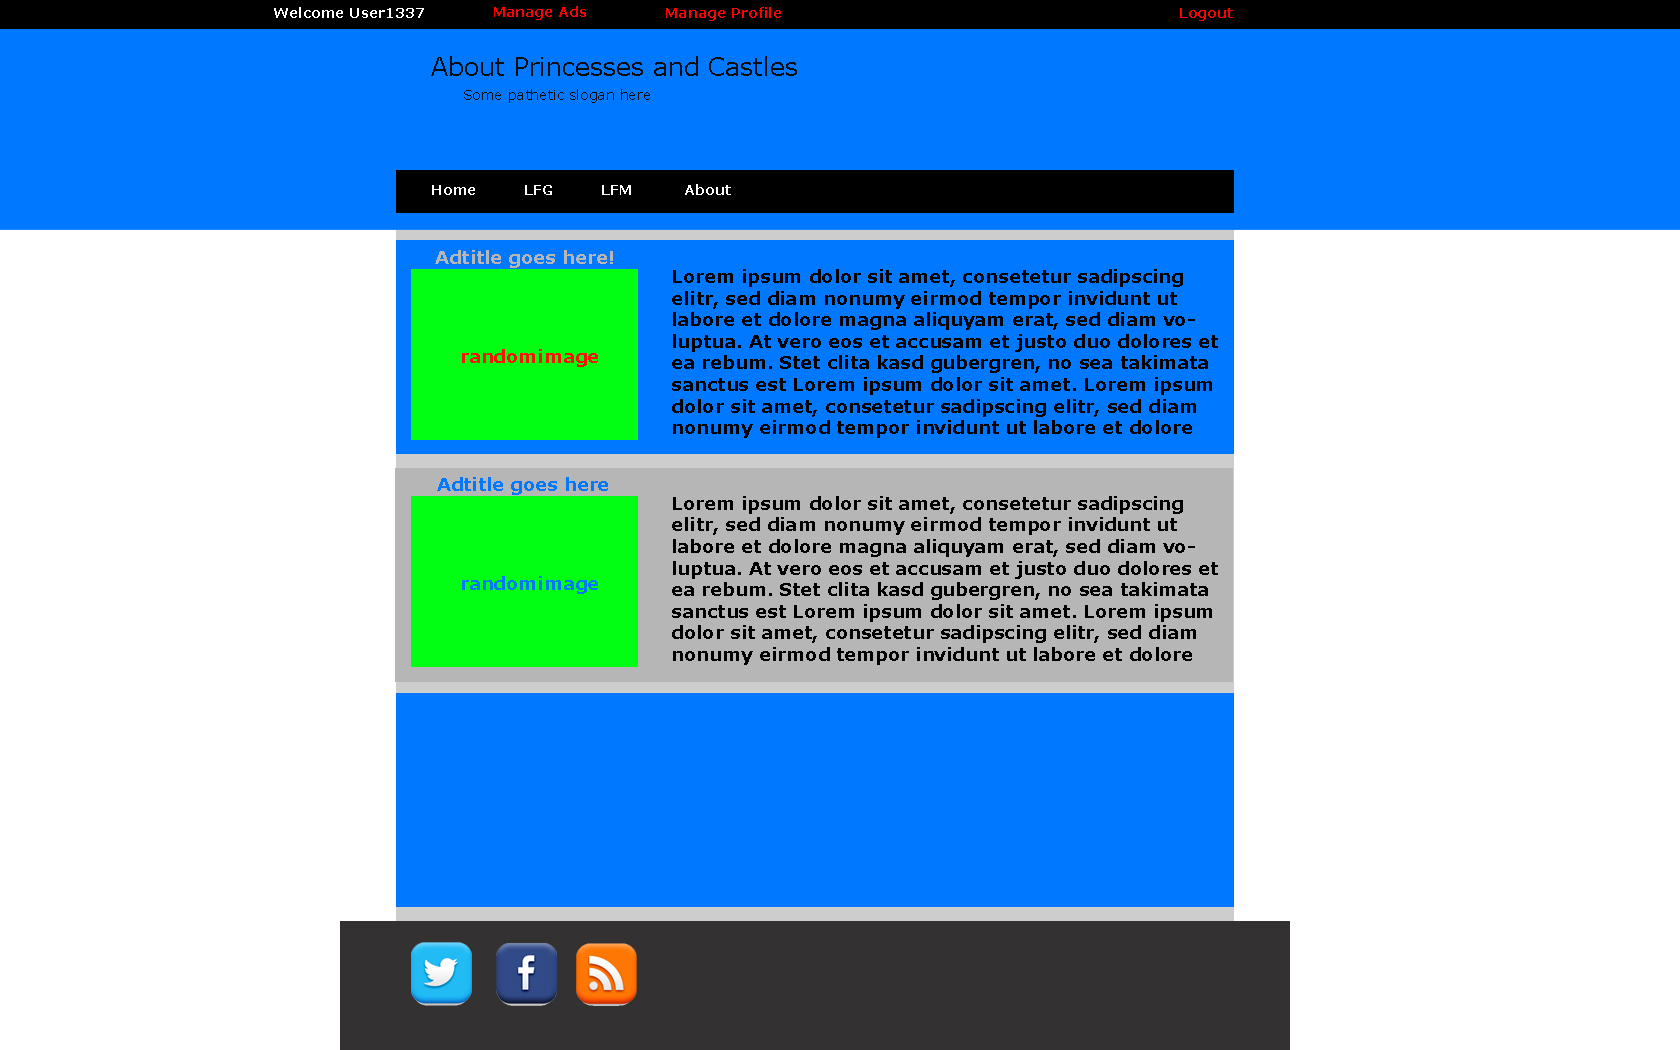 Welcome User1337 Manage Ads Manage Profile Logout
About Princesses and Castles
Some pathetic slogan here
Home LFG LFM About
Adtitle goes here!
randomimage
Lorem ipsum dolor sit amet, consetetur sadipscing
elitr, sed diam nonumy eirmod tempor invidunt ut
labore et dolore magna aliquyam erat, sed diam vo-
luptua. At vero eos et accusam et justo duo dolores et
ea rebum. Stet clita kasd gubergren, no sea takimata
sanctus est Lorem ipsum dolor sit amet. Lorem ipsum
dolor sit amet, consetetur sadipscing elitr, sed diam
nonumy eirmod tempor invidunt ut labore et dolore
Adtitle goes here
randomimage
Lorem ipsum dolor sit amet, consetetur sadipscing
elitr, sed diam nonumy eirmod tempor invidunt ut
labore et dolore magna aliquyam erat, sed diam vo-
luptua. At vero eos et accusam et justo duo dolores et
ea rebum. Stet clita kasd gubergren, no sea takimata
sanctus est Lorem ipsum dolor sit amet. Lorem ipsum
dolor sit amet, consetetur sadipscing elitr, sed diam
nonumy eirmod tempor invidunt ut labore et dolore